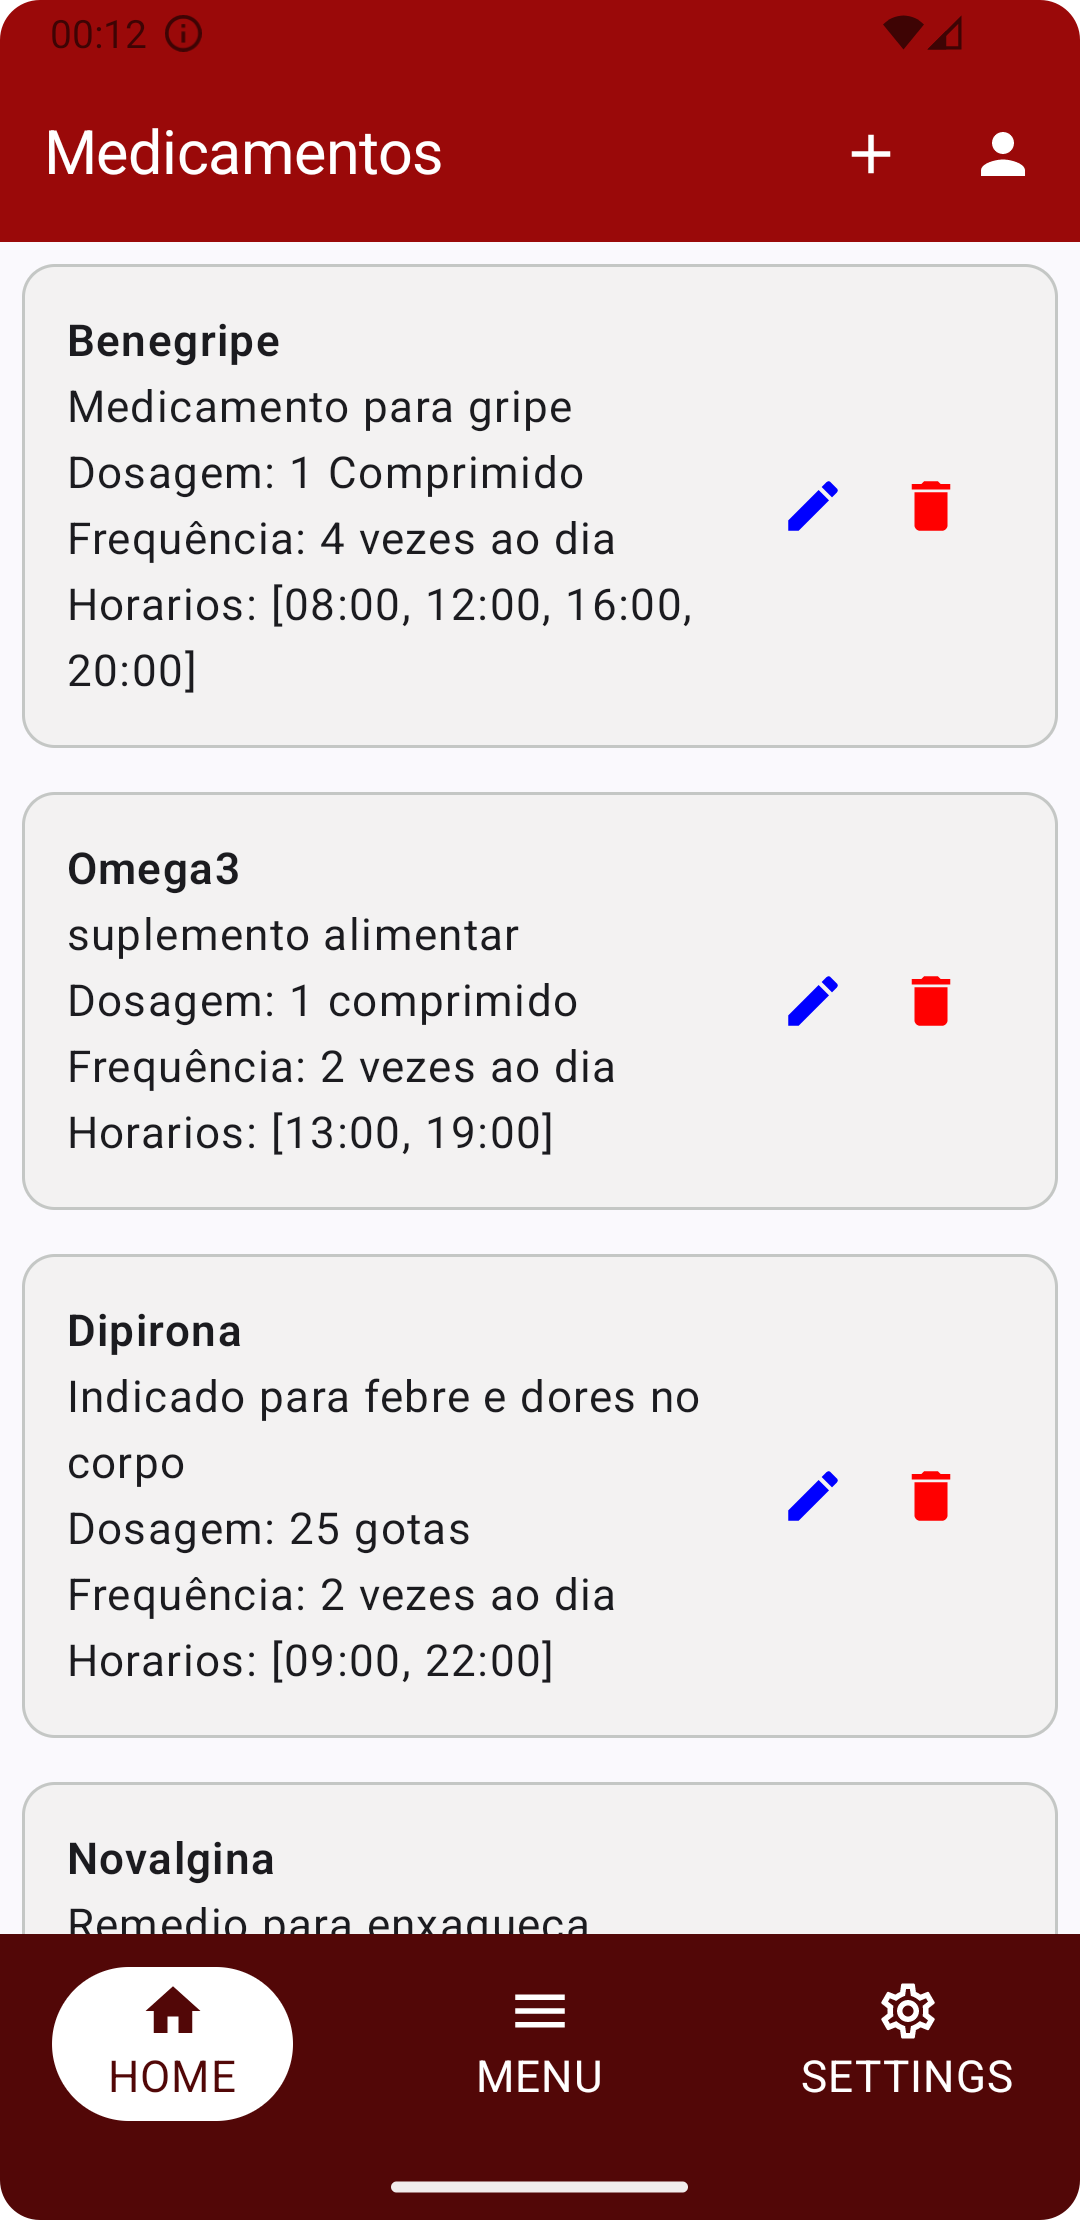 00:12
Medicamentos
Benegripe
Medicamento para gripe
Dosagem: 1 Comprimido
Frequência: 4 vezes ao dia
Horarios: [08:00, 12:00, 16:00,
20:00]
Omega3
suplemento alimentar
Dosagem: 1 comprimido
Frequência: 2 vezes ao dia
Horarios: [13:00, 19:00]
Dipirona
Indicado para febre e dores no
corpo
Dosagem: 25 gotas
Frequência: 2 vezes ao dia
Horarios: [09:00, 22:00]
Novalgina
Remedio para enxaqueca
HOME
MENU
SETTINGS